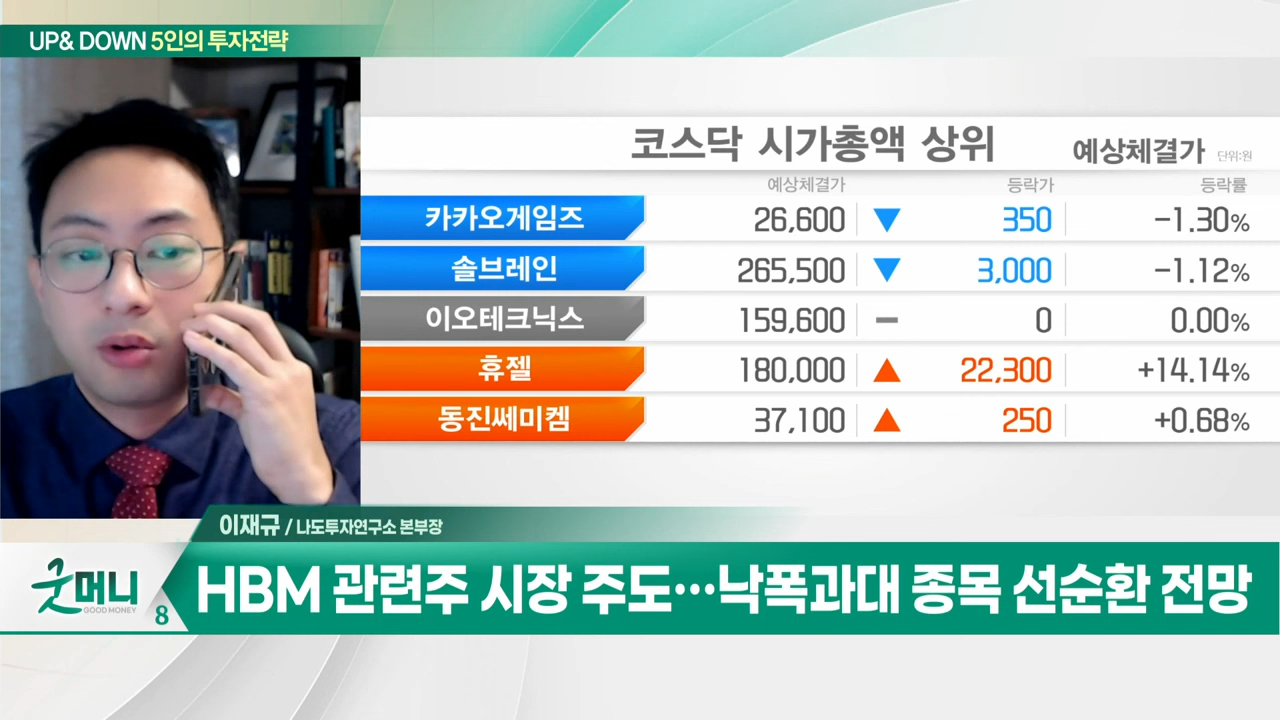 UP& DOWN 5인의 투자전략
코스닥 시가총액 상위 예상체결가 단위:원
예상체결가 등락가 등락률
카카오게임즈 26,600 ▼ 350 -1.30%
솔브레인 265,500 ▼ 3,000 -1.12%
이오테크닉스 159,600 - 0 0.00%
휴젤 180,000 ▲ 22,300 +14.14%
동진쎄미켐 37,100 ▲ 250 +0.68%
이재규 / 나도투자연구소 본부장
굿머니 GOOD MONEY 8
HBM 관련주 시장 주도…낙폭과대 종목 선순환 전망